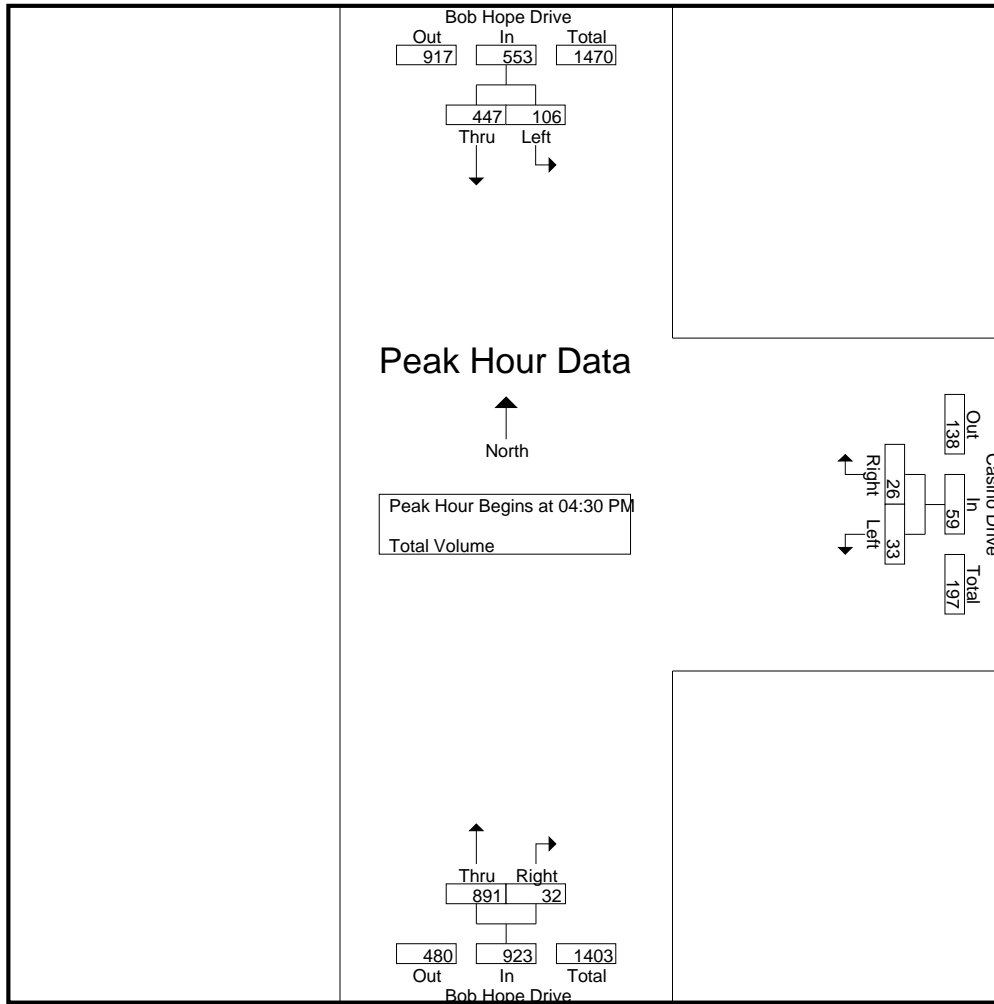 Bob Hope Drive
Out In Total
917 553 1470
447 106
Thru Left
Peak Hour Data
North
Peak Hour Begins at 04:30 PM
Total Volume
Casino Drive
Out In Total
138 59 197
26 33
Right Left
Thru Right
891 32
480 923 1403
Out In Total
Bob Hope Drive